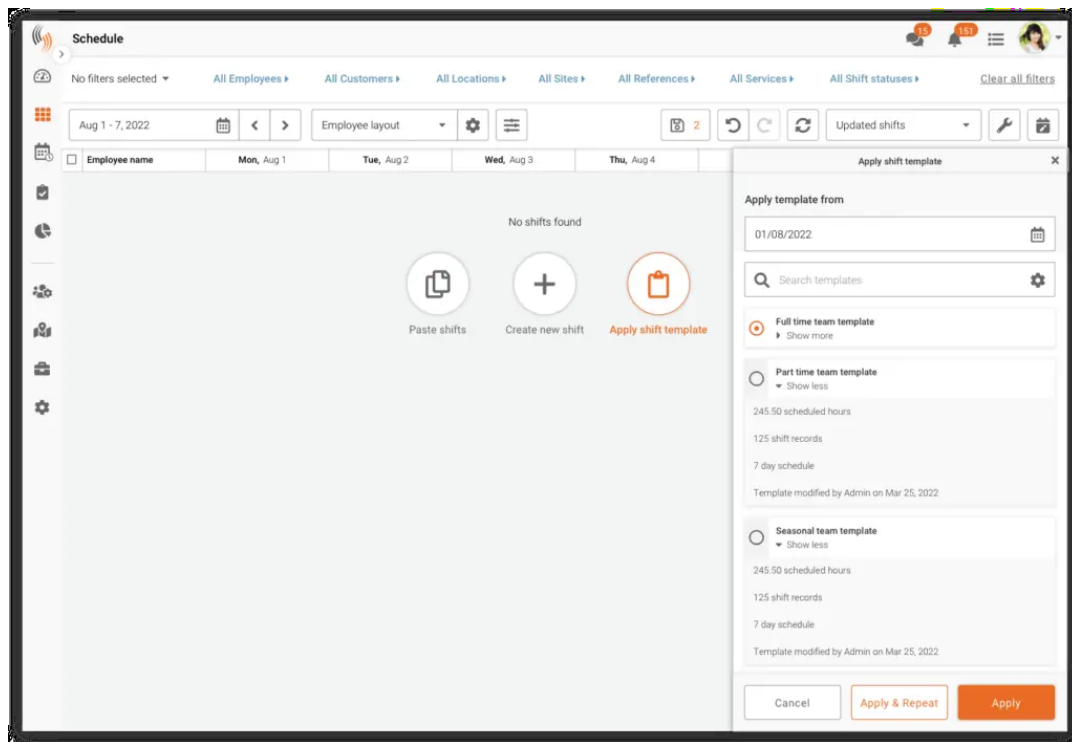 Schedule
15
151
No filters selected
All Employees
All Customers
All Locations
All Sites
All References
All Services
All Shift statuses
Clear all filters
Aug 1 - 7, 2022
Employee layout
2
Updated shifts
Employee name
Mon, Aug 1
Tue, Aug 2
Wed, Aug 3
Thu, Aug 4
No shifts found
Paste shifts
Create new shift
Apply shift template
Apply shift template
Apply template from
01/08/2022
Search templates
Full time team template
Show more
Part time team template
Show less
245.50 scheduled hours
125 shift records
7 day schedule
Template modified by Admin on Mar 25, 2022
Seasonal team template
Show less
245.50 scheduled hours
125 shift records
7 day schedule
Template modified by Admin on Mar 25, 2022
Cancel
Apply & Repeat
Apply